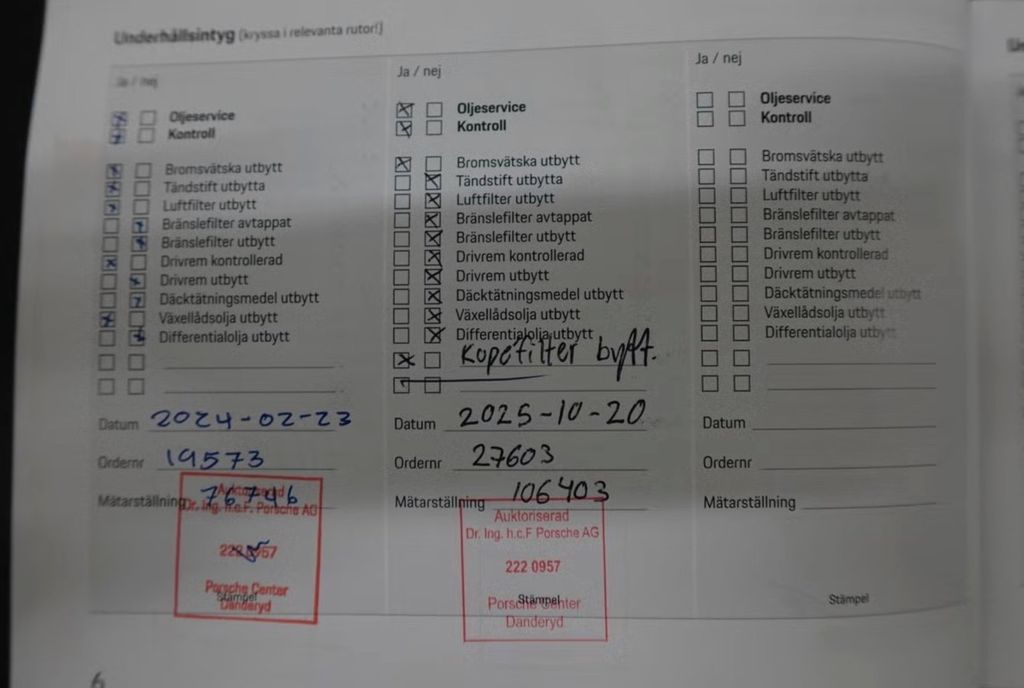 Underhållsintyg (kryssa i relevanta rutor!)
Ja / nej
Oljeservice
Kontroll
Bromsvätska utbytt
Tändstift utbytta
Luftfilter utbytt
Bränslefilter avtappat
Bränslefilter utbytt
Drivrem kontrollerad
Drivrem utbytt
Däcktätningsmedel utbytt
Växellådsolja utbytt
Differentialolja utbytt
Datum 2024-02-23
Ordernr 19573
Mätarställning 76746
Auktoriserad
Dr. Ing. h.c.F. Porsche AG
222 0957
Porsche Center
Stämpel
Danderyd
Ja / nej
Oljeservice
Kontroll
Bromsvätska utbytt
Tändstift utbytta
Luftfilter utbytt
Bränslefilter avtappat
Bränslefilter utbytt
Drivrem kontrollerad
Drivrem utbytt
Däcktätningsmedel utbytt
Växellådsolja utbytt
Differentialolja utbytt
Kopefilter bytt.
Datum 2025-10-20
Ordernr 27603
Mätarställning 106403
Auktoriserad
Dr. Ing. h.c.F Porsche AG
222 0957
Stämpel
Porsche Center
Danderyd
Ja / nej
Oljeservice
Kontroll
Bromsvätska utbytt
Tändstift utbytta
Luftfilter utbytt
Bränslefilter avtappat
Bränslefilter utbytt
Drivrem kontrollerad
Drivrem utbytt
Däcktätningsmedel utbytt
Växellådsolja utbytt
Differentialolja utbytt
Datum
Ordernr
Mätarställning
Stämpel
6